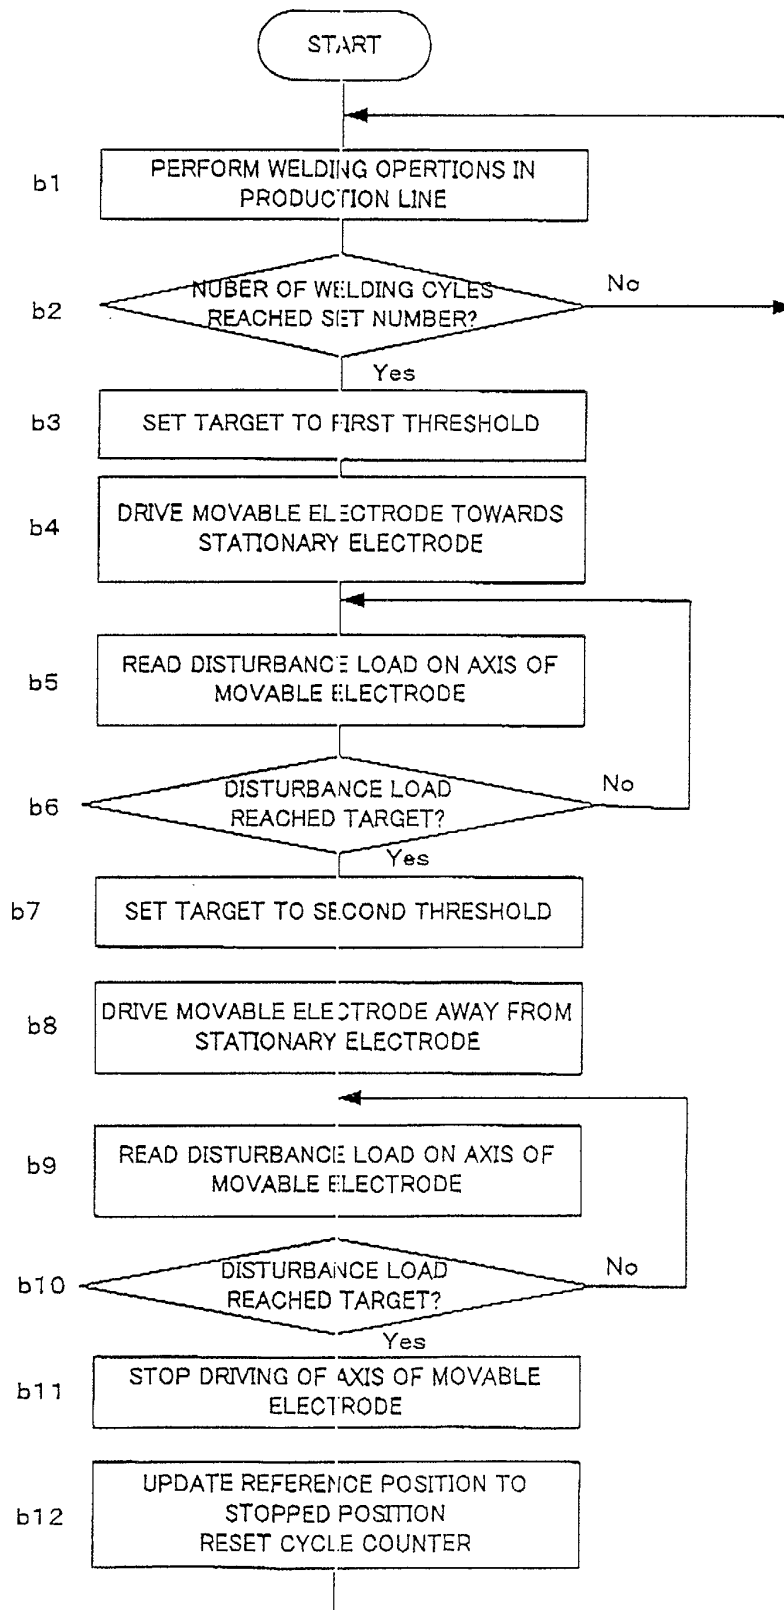 START
b1
PERFORM WELDING OPERTIONS IN
PRODUCTION LINE
b2
NUBER OF WELDING CYLES
REACHED SET NUMBER?
No
Yes
b3
SET TARGET TO FIRST THRESHOLD
b4
DRIVE MOVABLE ELECTRODE TOWARDS
STATIONARY ELECTRODE
b5
READ DISTURBANCE LOAD ON AXIS OF
MOVABLE ELECTRODE
b6
DISTURBANCE LOAD
REACHED TARGET?
No
Yes
b7
SET TARGET TO SECOND THRESHOLD
b8
DRIVE MOVABLE ELECTRODE AWAY FROM
STATIONARY ELECTRODE
b9
READ DISTURBANCE LOAD ON AXIS OF
MOVABLE ELECTRODE
b10
DISTURBANCE LOAD
REACHED TARGET?
No
Yes
b11
STOP DRIVING OF AXIS OF MOVABLE
ELECTRODE
b12
UPDATE REFERENCE POSITION TO
STOPPED POSITION
RESET CYCLE COUNTER